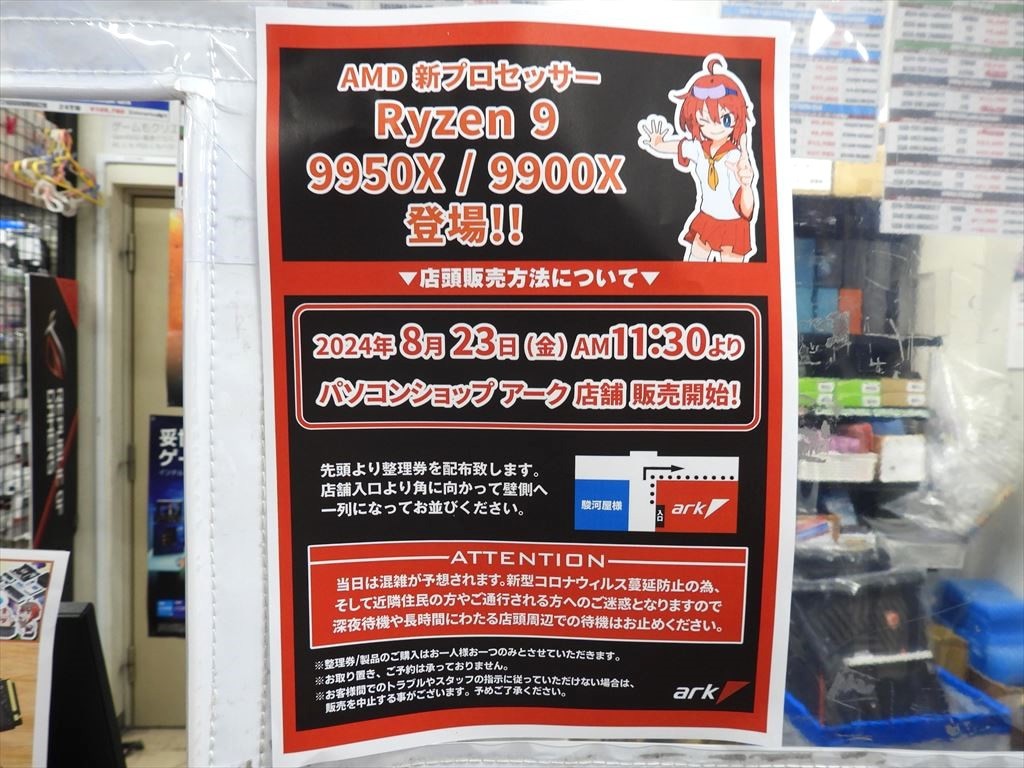 AMD 新プロセッサー
Ryzen 9
9950X / 9900X
登場!!
▼店頭販売方法について▼
2024年 8月 23日(金) AM11:30より
パソコンショップ アーク 店舗 販売開始!
先頭より整理券を配布致します。
店舗入口より角に向かって壁側へ
一列になってお並びください。
駿河屋様
入口
ark
ATTENTION
当日は混雑が予想されます。新型コロナウィルス蔓延防止の為、
そして近隣住民の方やご通行される方へのご迷惑となりますので
深夜待機や長時間にわたる店頭周辺での待機はお止めください。
※整理券/製品のご購入はお一人様お一つのみとさせていただきます。
※お取り置き、ご予約は承っておりません。
※お客様間でのトラブルやスタッフの指示に従っていただけない場合は、
販売を中止する事がございます。予めご了承ください。
ark
REPUBLIC OF
GAMERS